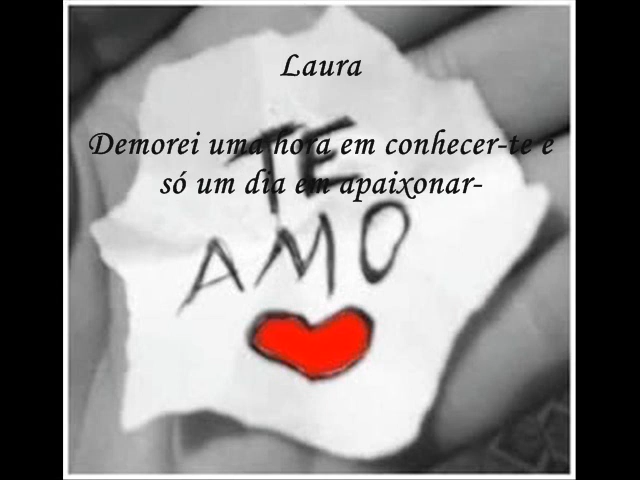 Laura
Demorei uma hora em conhecer-te e
só um dia em apaixonar-
TE
AMO